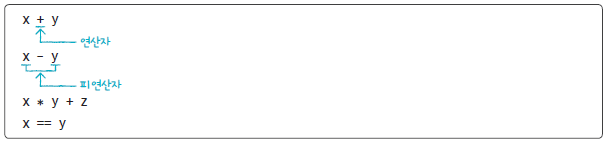 x + y
연산자
x - y
피연산자
x * y + z
x == y